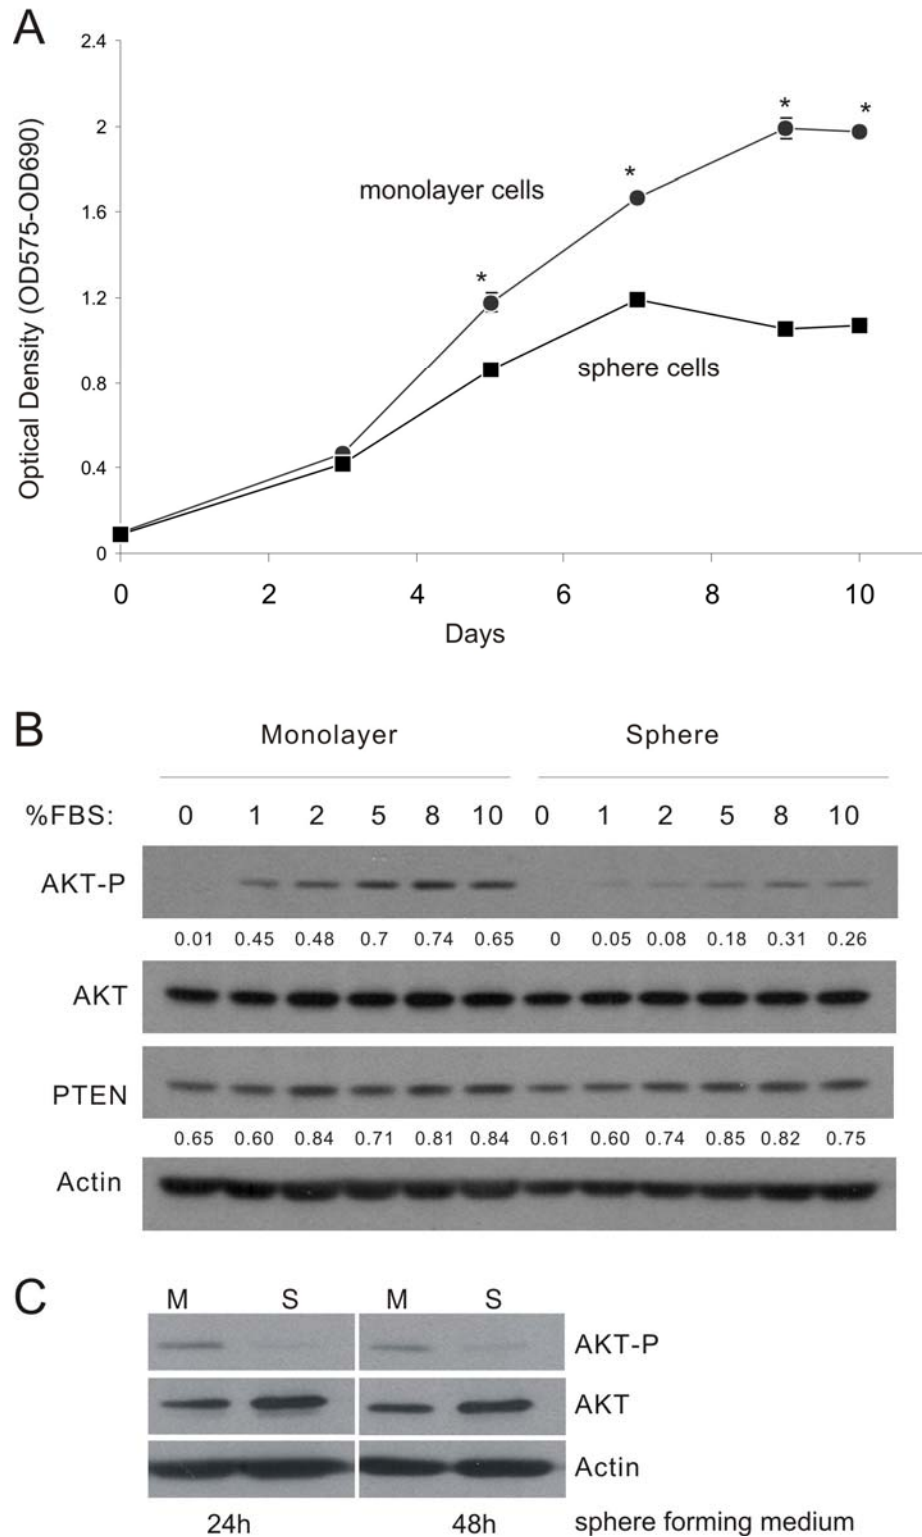 A
2.4
2
1.6
1.2
0.8
0.4
0
Optical Density (OD575-OD690)
monolayer cells
sphere cells
* * * *
0 2 4 6 8 10
Days
B
Monolayer Sphere
%FBS: 0 1 2 5 8 10 0 1 2 5 8 10
AKT-P
0.01 0.45 0.48 0.7 0.74 0.65 0 0.05 0.08 0.18 0.31 0.26
AKT
PTEN
0.65 0.60 0.84 0.71 0.81 0.84 0.61 0.60 0.74 0.85 0.82 0.75
Actin
C
M S M S
AKT-P
AKT
Actin
24h 48h sphere forming medium